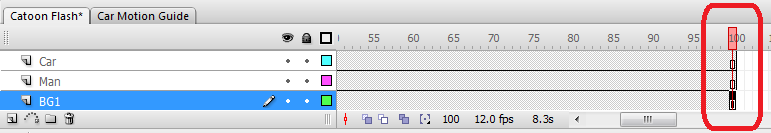 Catoon Flash* Car Motion Guide
0 55 60 65 70 75 80 85 90 95 100
Car
Man
BG1
100 12.0 fps 8.3s